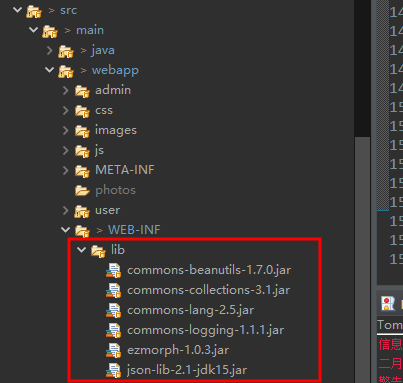 > src
> main
> java
> webapp
admin
css
images
js
META-INF
photos
user
> WEB-INF
lib
commons-beanutils-1.7.0.jar
commons-collections-3.1.jar
commons-lang-2.5.jar
commons-logging-1.1.1.jar
ezmorph-1.0.3.jar
json-lib-2.1-jdk15.jar
14
14
14
14
14
15
15
15
15
15
15
15
15
15
Tom
信息
二月
警告